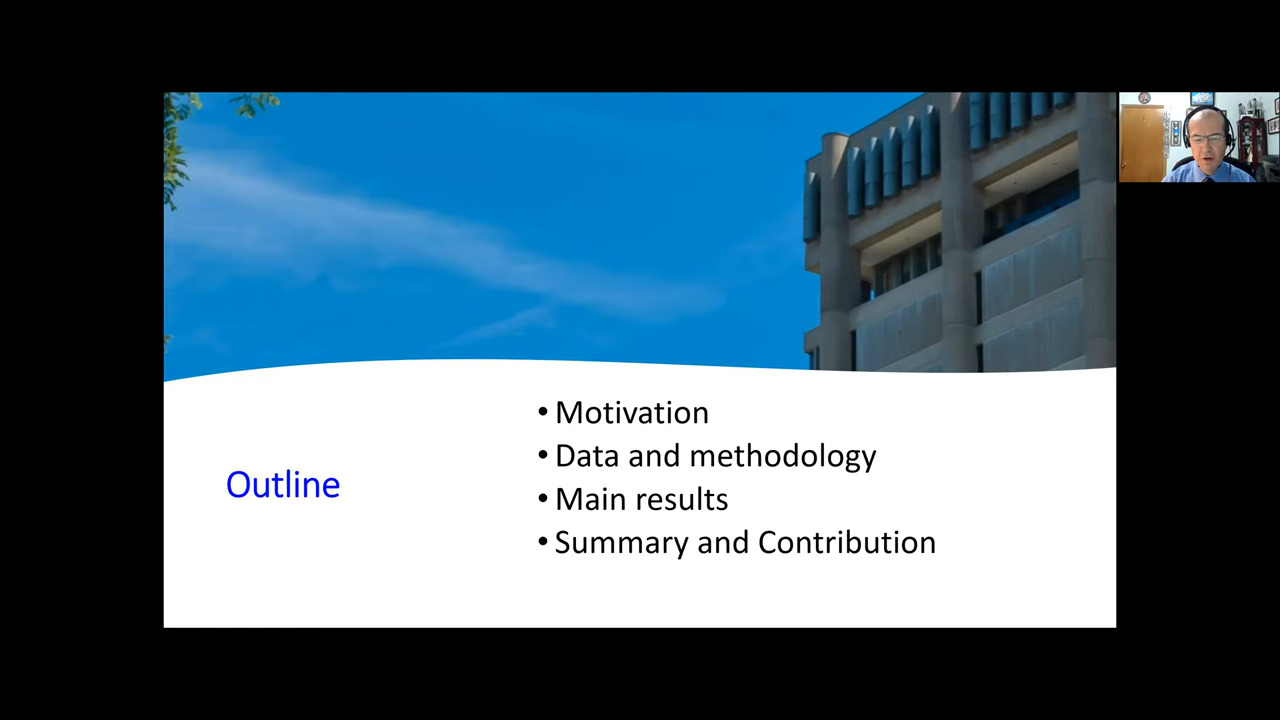 Outline
• Motivation
• Data and methodology
• Main results
• Summary and Contribution